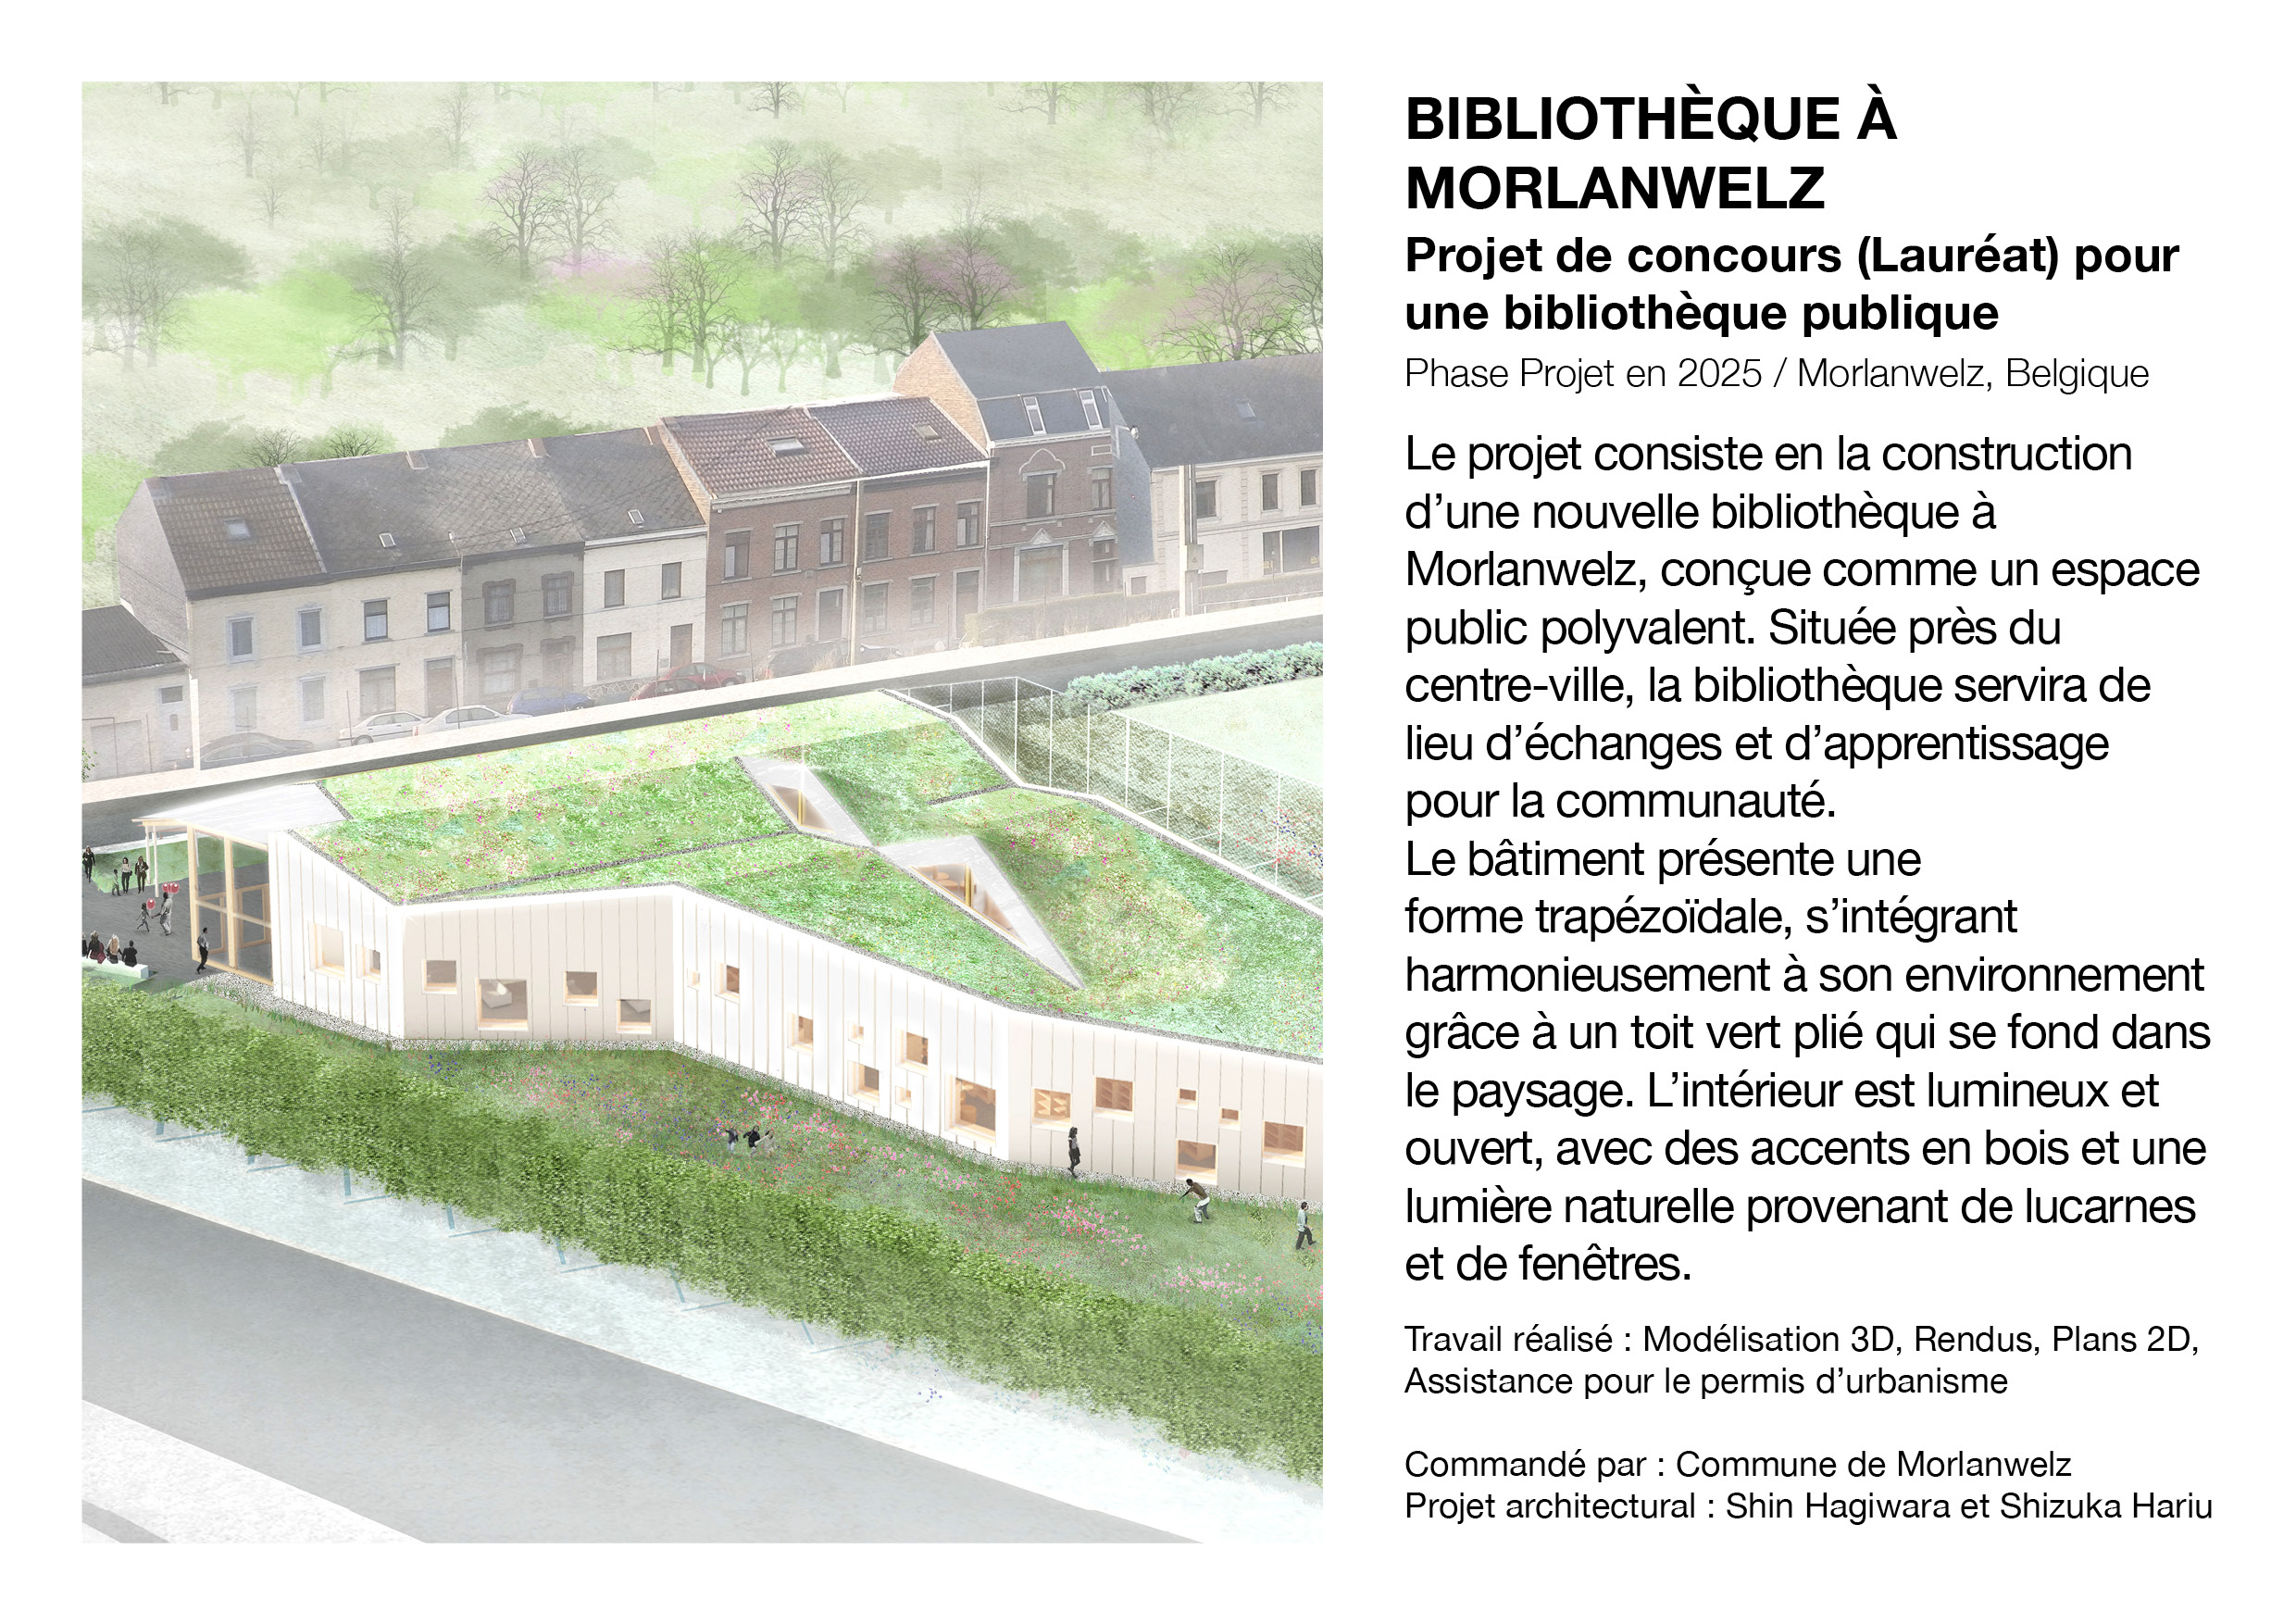 BIBLIOTHÈQUE À
MORLANWELZ
Projet de concours (Lauréat) pour
une bibliothèque publique
Phase Projet en 2025 / Morlanwelz, Belgique
Le projet consiste en la construction
d’une nouvelle bibliothèque à
Morlanwelz, conçue comme un espace
public polyvalent. Située près du
centre-ville, la bibliothèque servira de
lieu d’échanges et d’apprentissage
pour la communauté.
Le bâtiment présente une
forme trapézoïdale, s’intégrant
harmonieusement à son environnement
grâce à un toit vert plié qui se fond dans
le paysage. L’intérieur est lumineux et
ouvert, avec des accents en bois et une
lumière naturelle provenant de lucarnes
et de fenêtres.
Travail réalisé : Modélisation 3D, Rendus, Plans 2D,
Assistance pour le permis d’urbanisme
Commandé par : Commune de Morlanwelz
Projet architectural : Shin Hagiwara et Shizuka Hariu